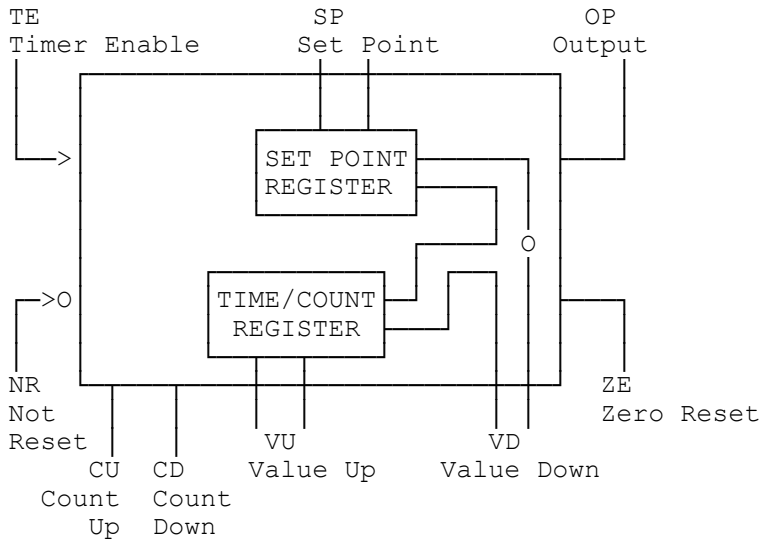 TE SP OP
Timer Enable Set Point Output
>
SET POINT
REGISTER
O
>O
TIME/COUNT
REGISTER
NR ZE
Not Zero Reset
Reset VU VD
CU CD Value Up Value Down
Count Count
Up Down